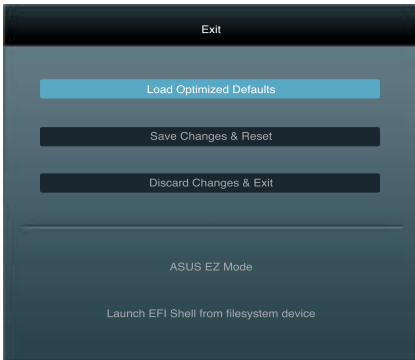 Exit
Load Optimized Defaults
Save Changes & Reset
Discard Changes & Exit
ASUS EZ Mode
Launch EFI Shell from filesystem device